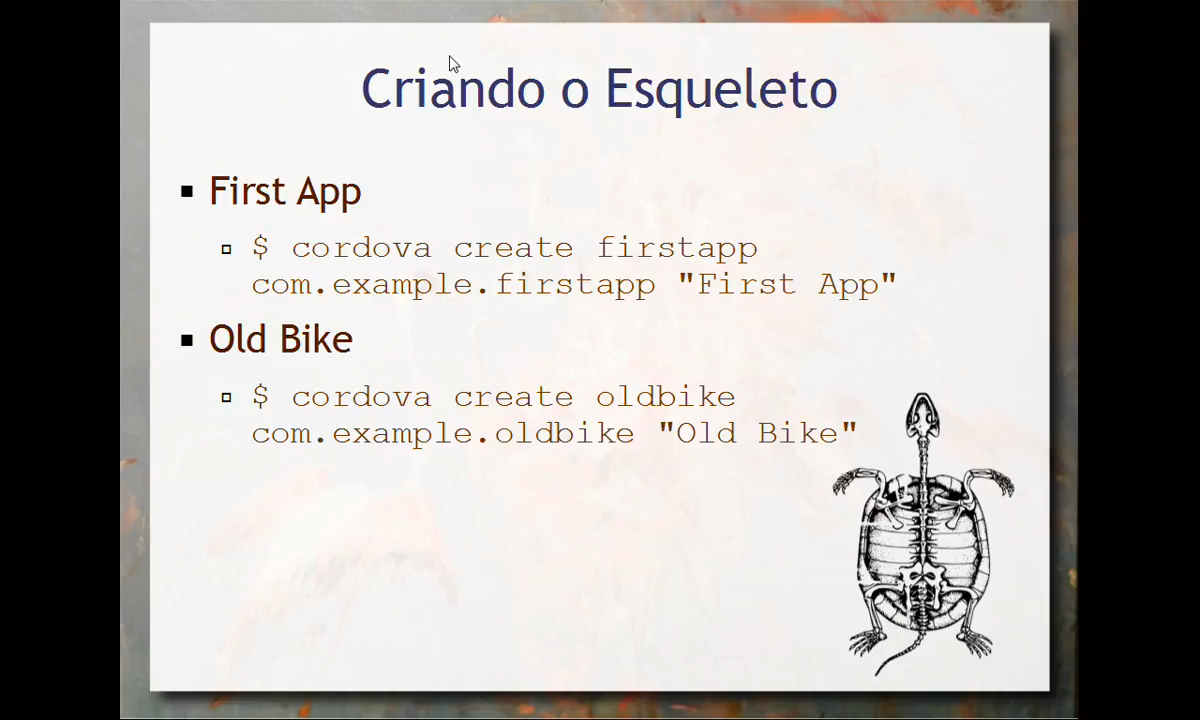 Criando o Esqueleto
First App
$ cordova create firstapp
com.example.firstapp "First App"
Old Bike
$ cordova create oldbike
com.example.oldbike "Old Bike"